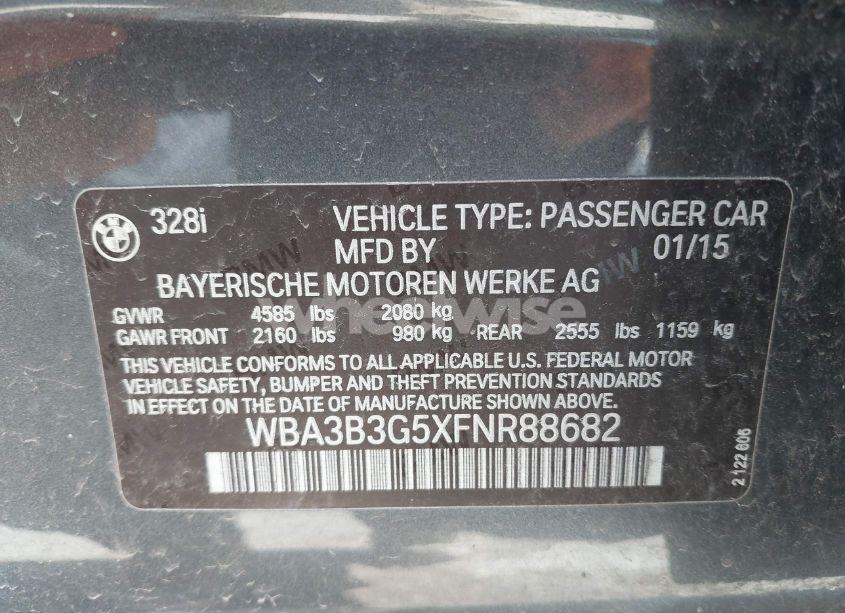 328i VEHICLE TYPE: PASSENGER CAR
MFD BY 01/15
BAYERISCHE MOTOREN WERKE AG
GVWR 4585 lbs 2080 kg
GAWR FRONT 2160 lbs 980 kg REAR 2555 lbs 1159 kg
THIS VEHICLE CONFORMS TO ALL APPLICABLE U.S. FEDERAL MOTOR
VEHICLE SAFETY, BUMPER AND THEFT PREVENTION STANDARDS
IN EFFECT ON THE DATE OF MANUFACTURE SHOWN ABOVE.
WBA3B3G5XFNR88682
2 122 606
wheelwise